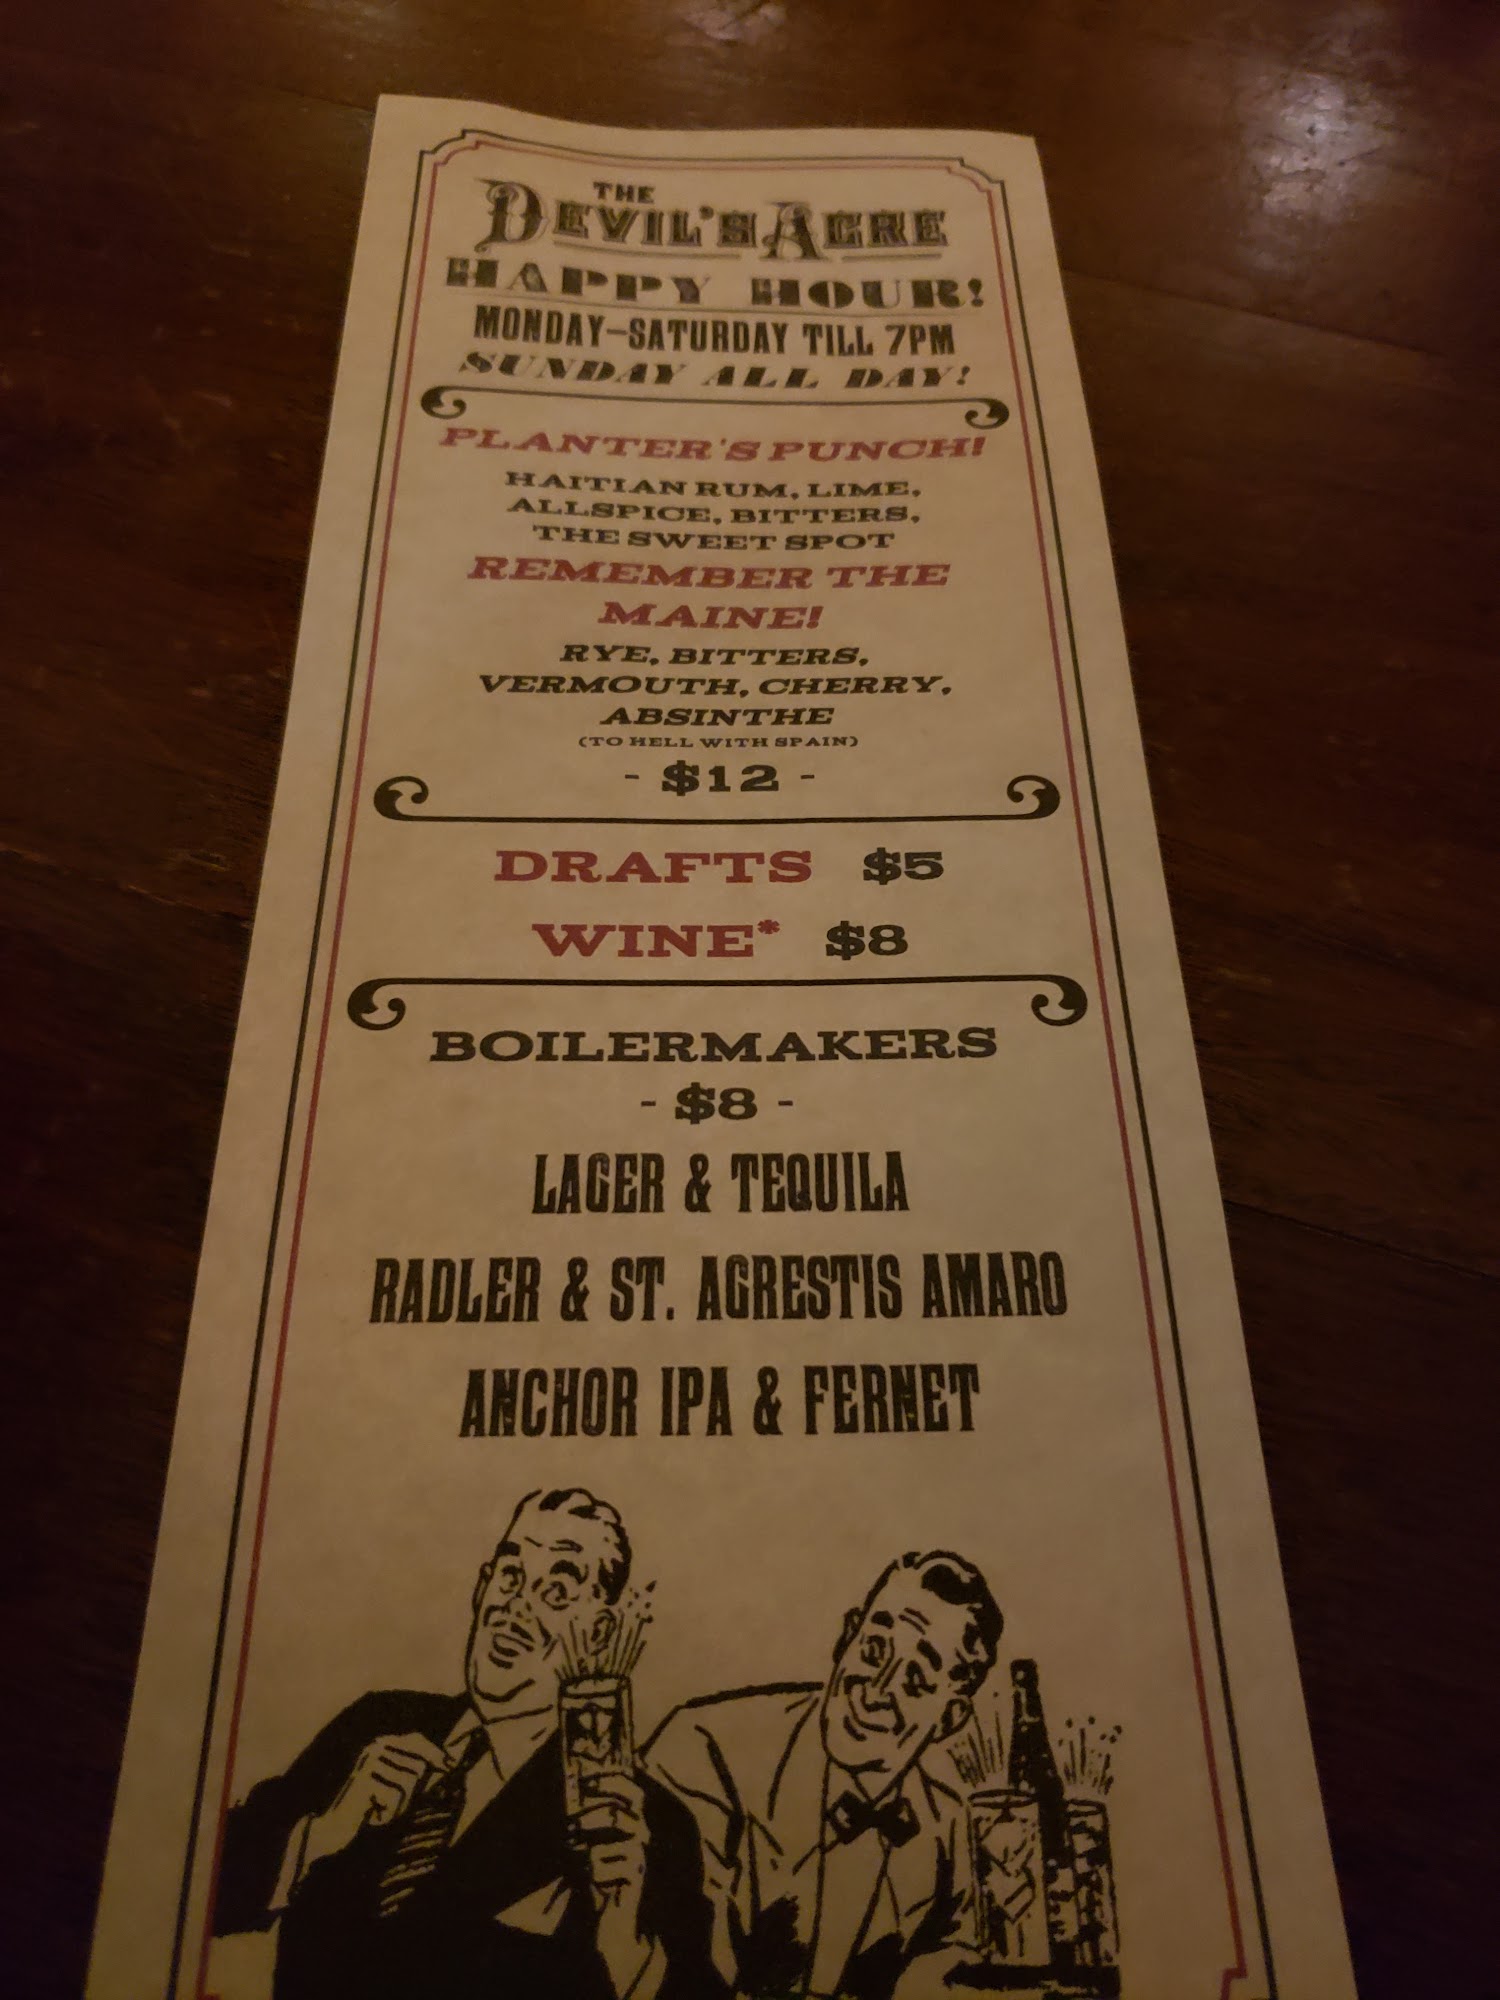 THE
DEVIL'S ACRE
HAPPY HOUR!
MONDAY–SATURDAY TILL 7PM
SUNDAY ALL DAY!
PLANTER'S PUNCH!
HAITIAN RUM, LIME,
ALLSPICE, BITTERS,
THE SWEET SPOT
REMEMBER THE
MAINE!
RYE, BITTERS,
VERMOUTH, CHERRY,
ABSINTHE
(TO HELL WITH SPAIN)
- $12 -
DRAFTS $5
WINE* $8
BOILERMAKERS
- $8 -
LAGER & TEQUILA
RADLER & ST. AGRESTIS AMARO
ANCHOR IPA & FERNET